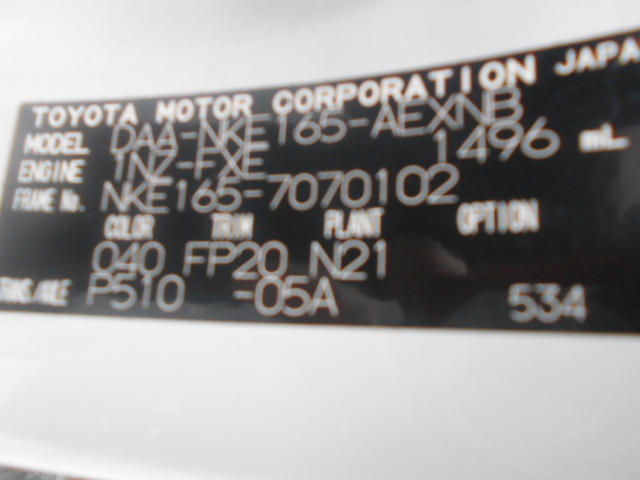 TOYOTA MOTOR CORPORATION JAPAN
MODEL DAA-NKE165-AEXNB
ENGINE 1NZ-FXE 1496 mL
FRAME No. NKE165-7070102
COLOR TRIM PLANT OPTION
040 FP20 N21
TRANS/AXLE P510 -05A 534